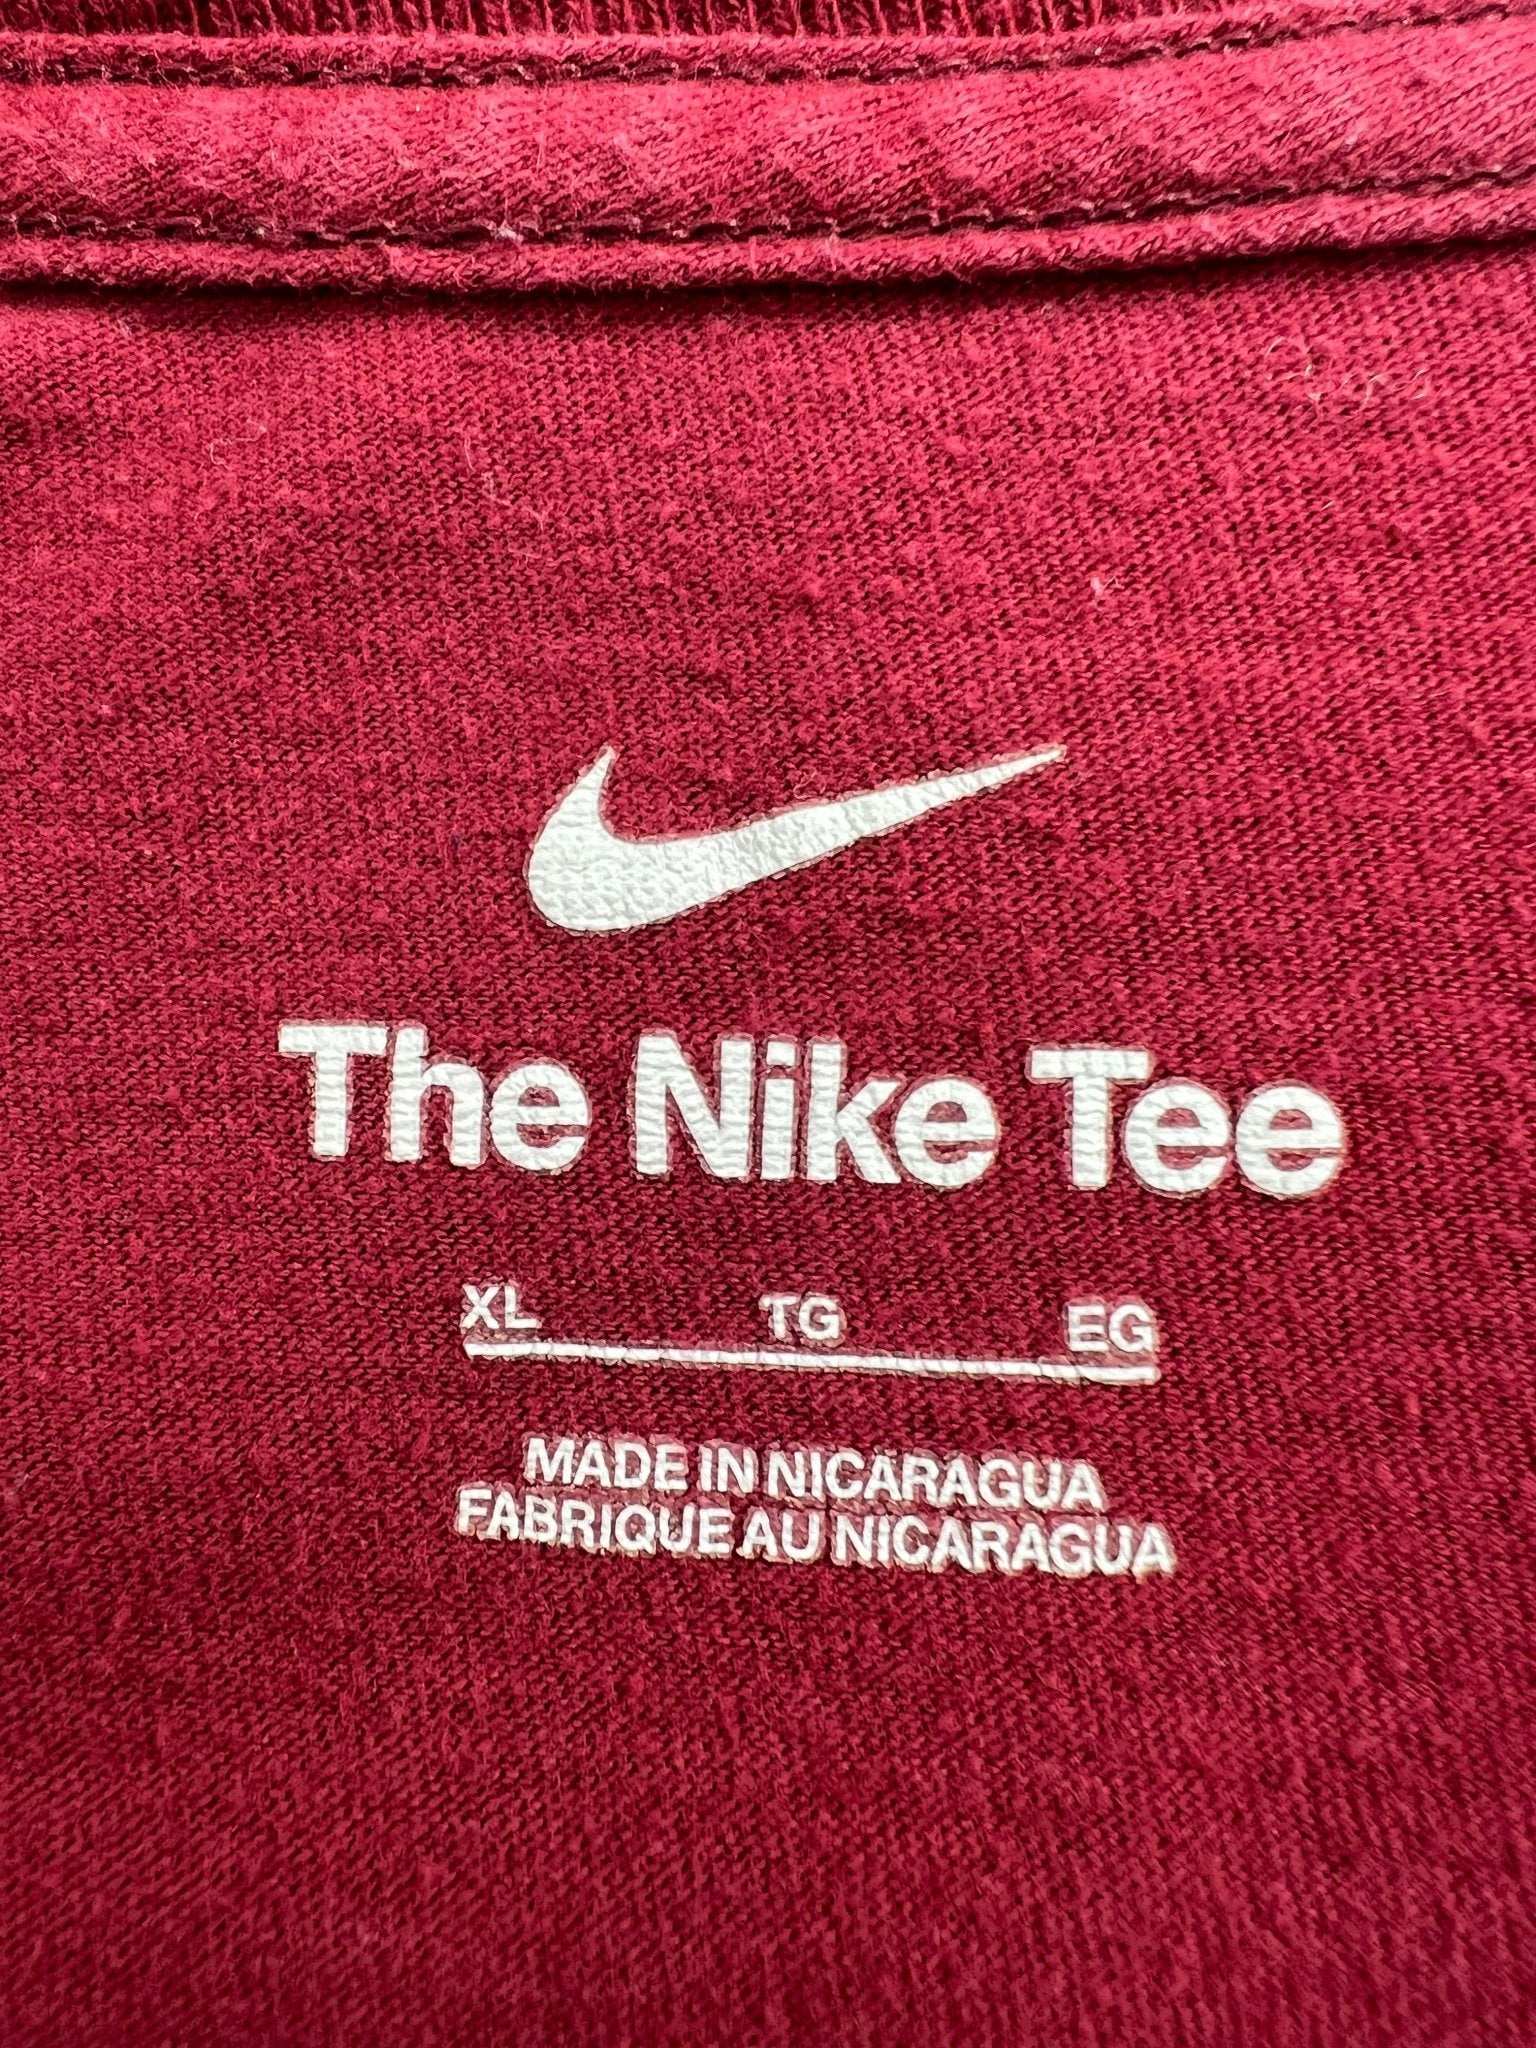 The Nike Tee
XL TG EG
MADE IN NICARAGUA
FABRIQUE AU NICARAGUA